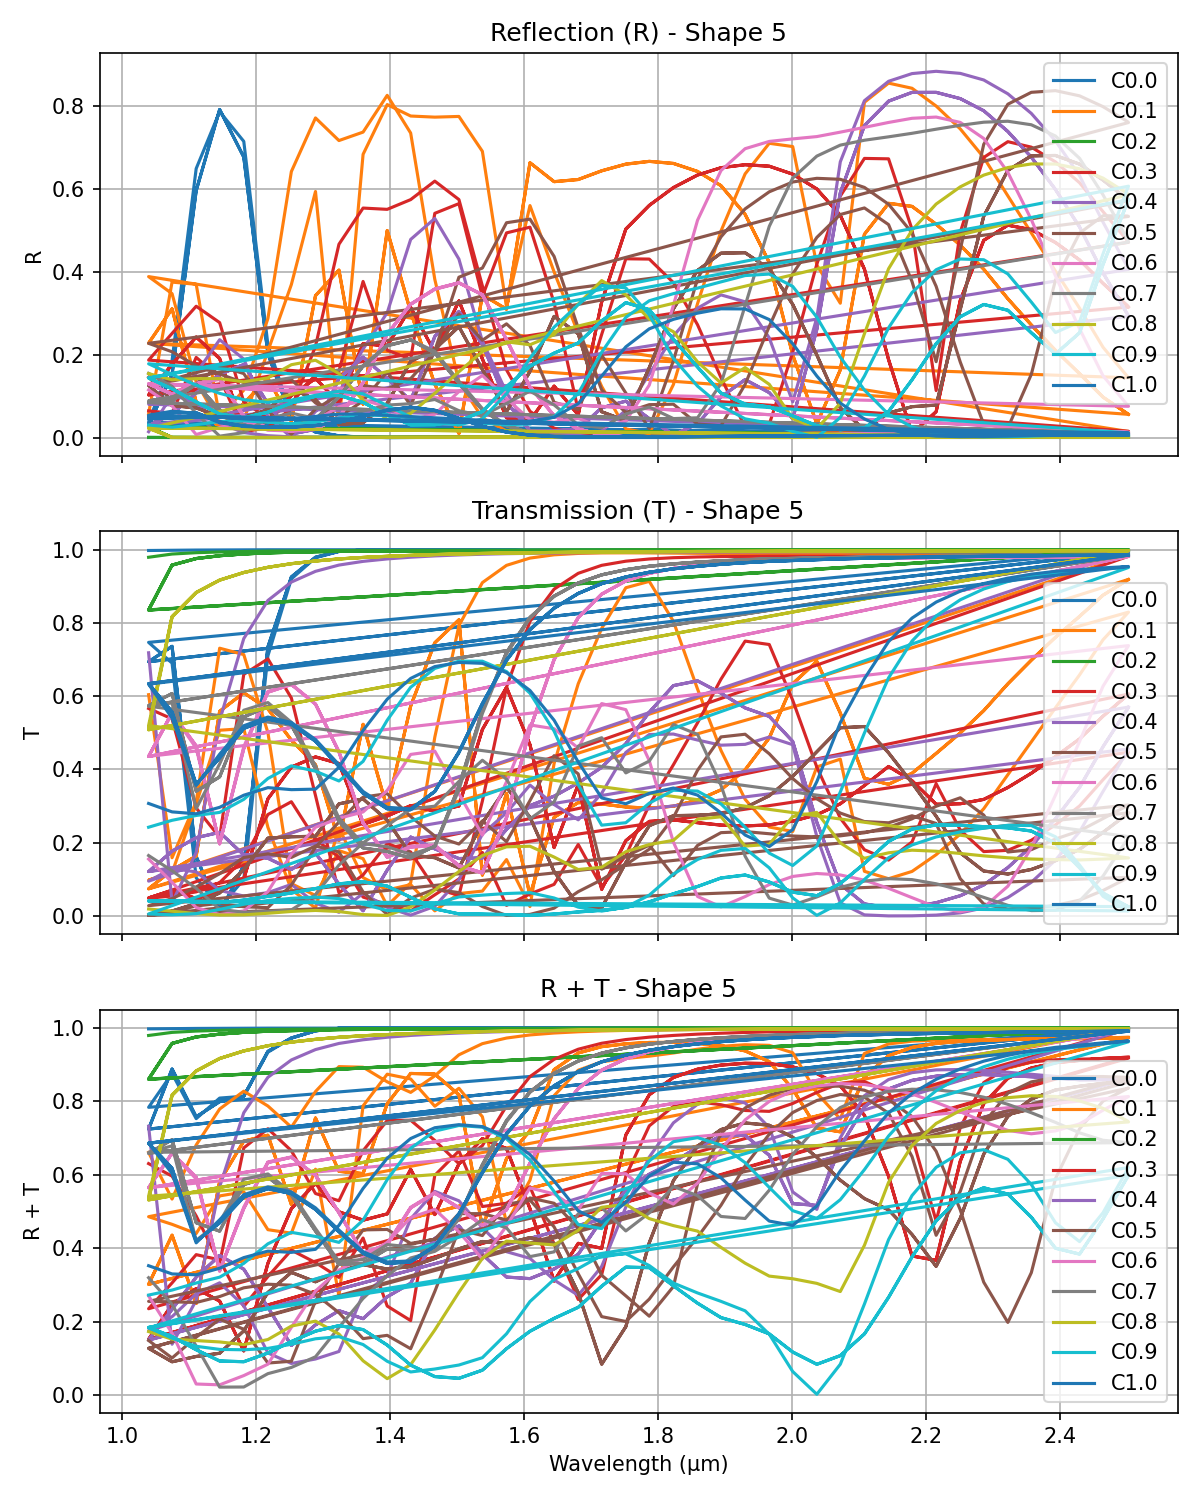 Reflection (R) - Shape 5
R
0.8
0.6
0.4
0.2
0.0
C0.0
C0.1
C0.2
C0.3
C0.4
C0.5
C0.6
C0.7
C0.8
C0.9
C1.0
Transmission (T) - Shape 5
T
1.0
0.8
0.6
0.4
0.2
0.0
C0.0
C0.1
C0.2
C0.3
C0.4
C0.5
C0.6
C0.7
C0.8
C0.9
C1.0
R + T - Shape 5
R + T
1.0
0.8
0.6
0.4
0.2
0.0
C0.0
C0.1
C0.2
C0.3
C0.4
C0.5
C0.6
C0.7
C0.8
C0.9
C1.0
1.0 1.2 1.4 1.6 1.8 2.0 2.2 2.4
Wavelength (μm)